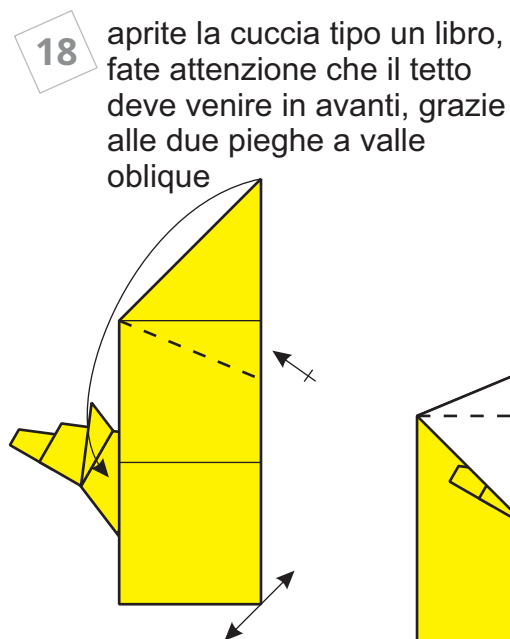 18
aprite la cuccia tipo un libro,
fate attenzione che il tetto
deve venire in avanti, grazie
alle due pieghe a valle
oblique